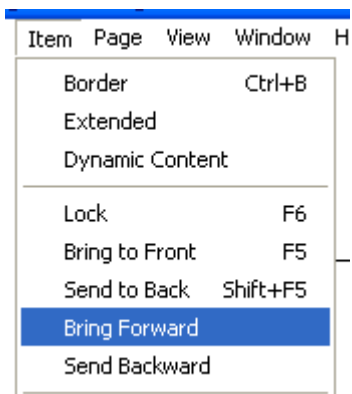 Item Page View Window H
Border Ctrl+B
Extended
Dynamic Content
Lock F6
Bring to Front F5
Send to Back Shift+F5
Bring Forward
Send Backward